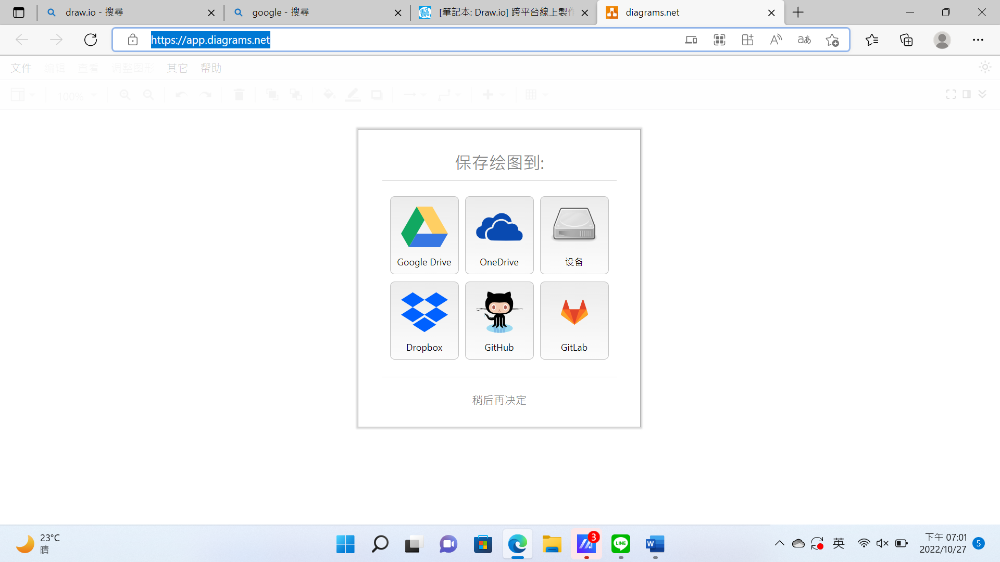 draw.io - 搜尋
google - 搜尋
[筆記本: Draw.io] 跨平台線上製作
diagrams.net
https://app.diagrams.net
文件 编辑 查看 调整图形 其它 帮助
100%
保存绘图到:
Google Drive
OneDrive
设备
Dropbox
GitHub
GitLab
稍后再决定
23°C
晴
3
LINE
W
英
下午 07:01
2022/10/27
5